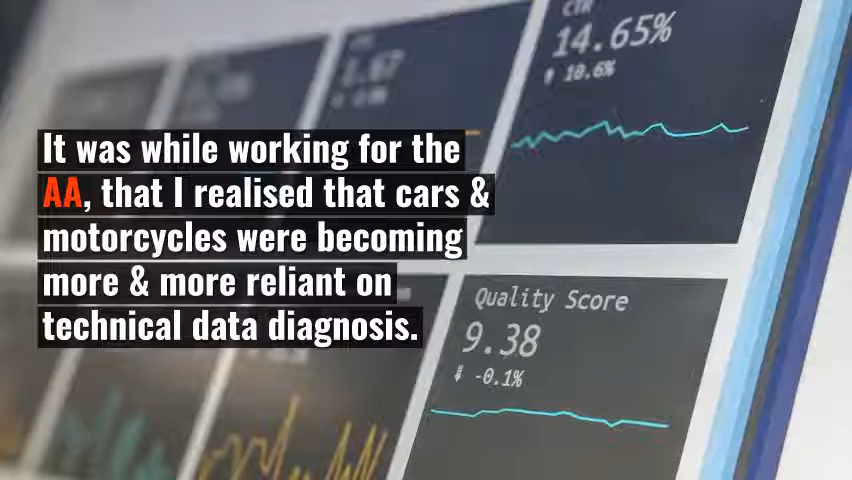 CTR
14.65%
10.6%
It was while working for the
AA, that I realised that cars &
motorcycles were becoming
more & more reliant on
technical data diagnosis.
Quality Score
9.38
-0.1%